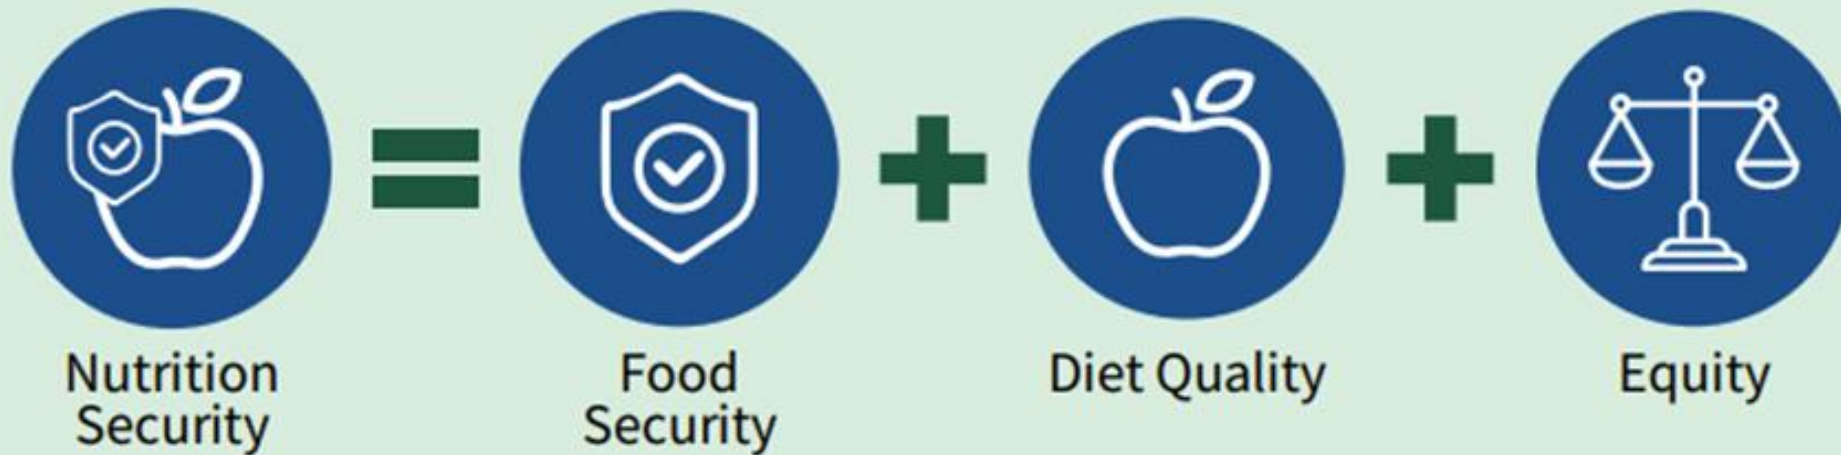 Nutrition
Security
Food
Security
Diet Quality
Equity